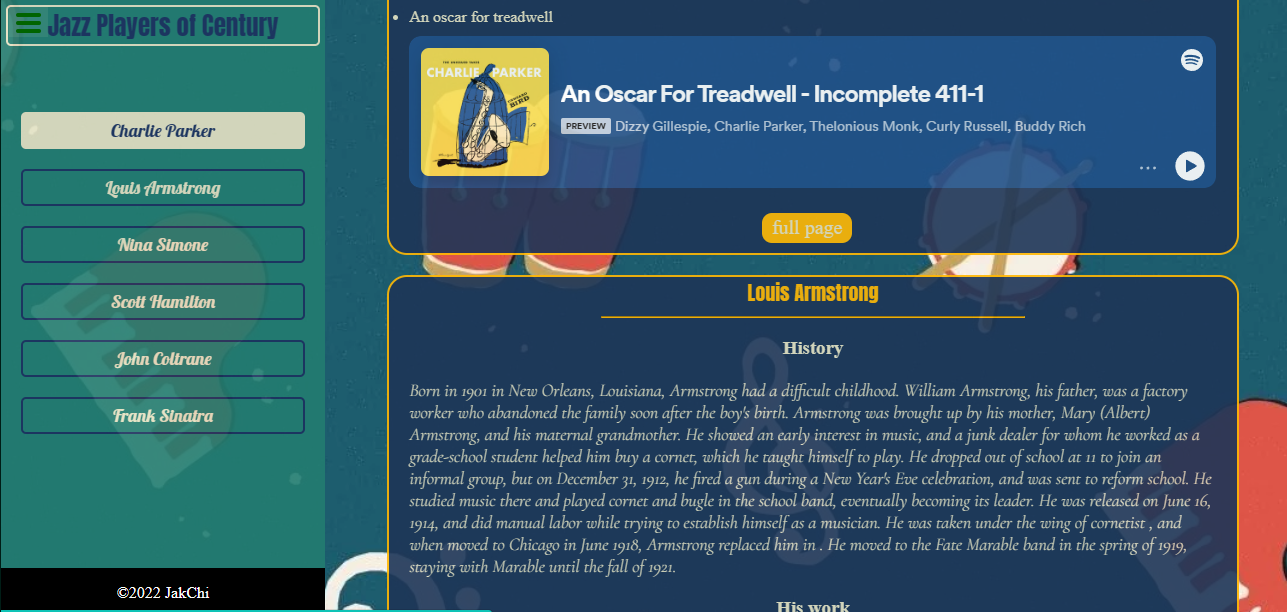 Jazz Players of Century
Charlie Parker
Louis Armstrong
Nina Simone
Scott Hamilton
John Coltrane
Frank Sinatra
©2022 JakChi
An oscar for treadwell
CHARLIE PARKER
An Oscar For Treadwell - Incomplete 411-1
PREVIEW Dizzy Gillespie, Charlie Parker, Thelonious Monk, Curly Russell, Buddy Rich
full page
Louis Armstrong
History
Born in 1901 in New Orleans, Louisiana, Armstrong had a difficult childhood. William Armstrong, his father, was a factory
worker who abandoned the family soon after the boy's birth. Armstrong was brought up by his mother, Mary (Albert)
Armstrong, and his maternal grandmother. He showed an early interest in music, and a junk dealer for whom he worked as a
grade-school student helped him buy a cornet, which he taught himself to play. He dropped out of school at 11 to join an
informal group, but on December 31, 1912, he fired a gun during a New Year's Eve celebration, and was sent to reform school. He
studied music there and played cornet and bugle in the school band, eventually becoming its leader. He was released on June 16,
1914, and did manual labor while trying to establish himself as a musician. He was taken under the wing of cornetist , and
when moved to Chicago in June 1918, Armstrong replaced him in . He moved to the Fate Marable band in the spring of 1919,
staying with Marable until the fall of 1921.
His work